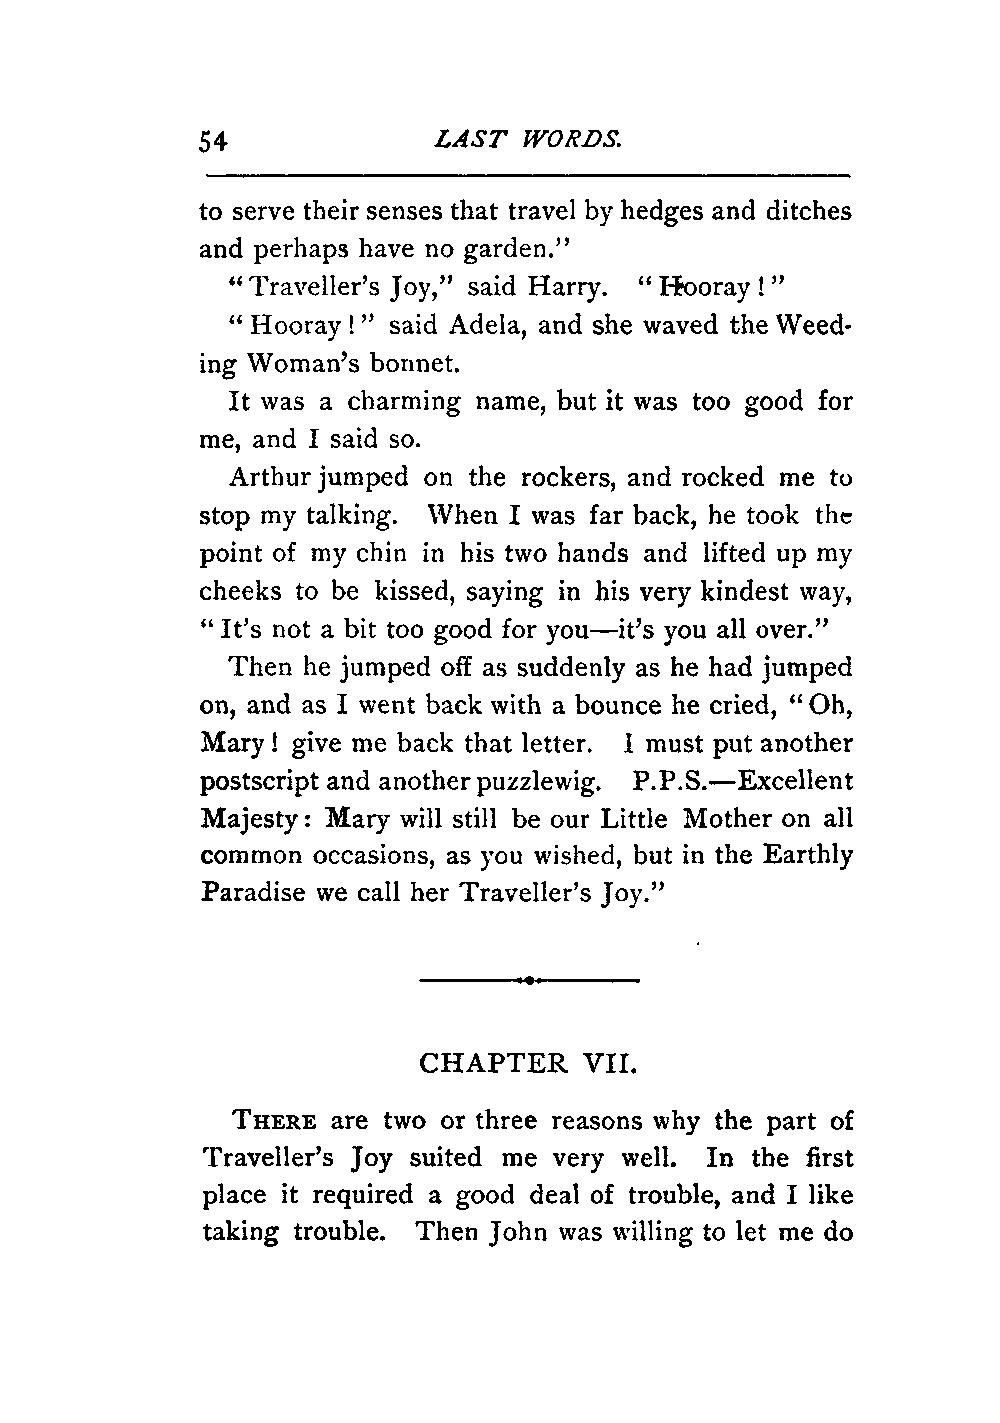 54 LAST WORDS.
to serve their senses that travel by hedges and ditches
and perhaps have no garden."
"Traveller's Joy," said Harry. "Hooray!"
"Hooray!" said Adela, and she waved the Weed-
ing Woman's bonnet.
It was a charming name, but it was too good for
me, and I said so.
Arthur jumped on the rockers, and rocked me to
stop my talking. When I was far back, he took the
point of my chin in his two hands and lifted up my
cheeks to be kissed, saying in his very kindest way,
"It's not a bit too good for you—it's you all over."
Then he jumped off as suddenly as he had jumped
on, and as I went back with a bounce he cried, "Oh,
Mary! give me back that letter. I must put another
postscript and another puzzlewig. P.P.S.—Excellent
Majesty: Mary will still be our Little Mother on all
common occasions, as you wished, but in the Earthly
Paradise we call her Traveller's Joy."
CHAPTER VII.
THERE are two or three reasons why the part of
Traveller's Joy suited me very well. In the first
place it required a good deal of trouble, and I like
taking trouble. Then John was willing to let me do